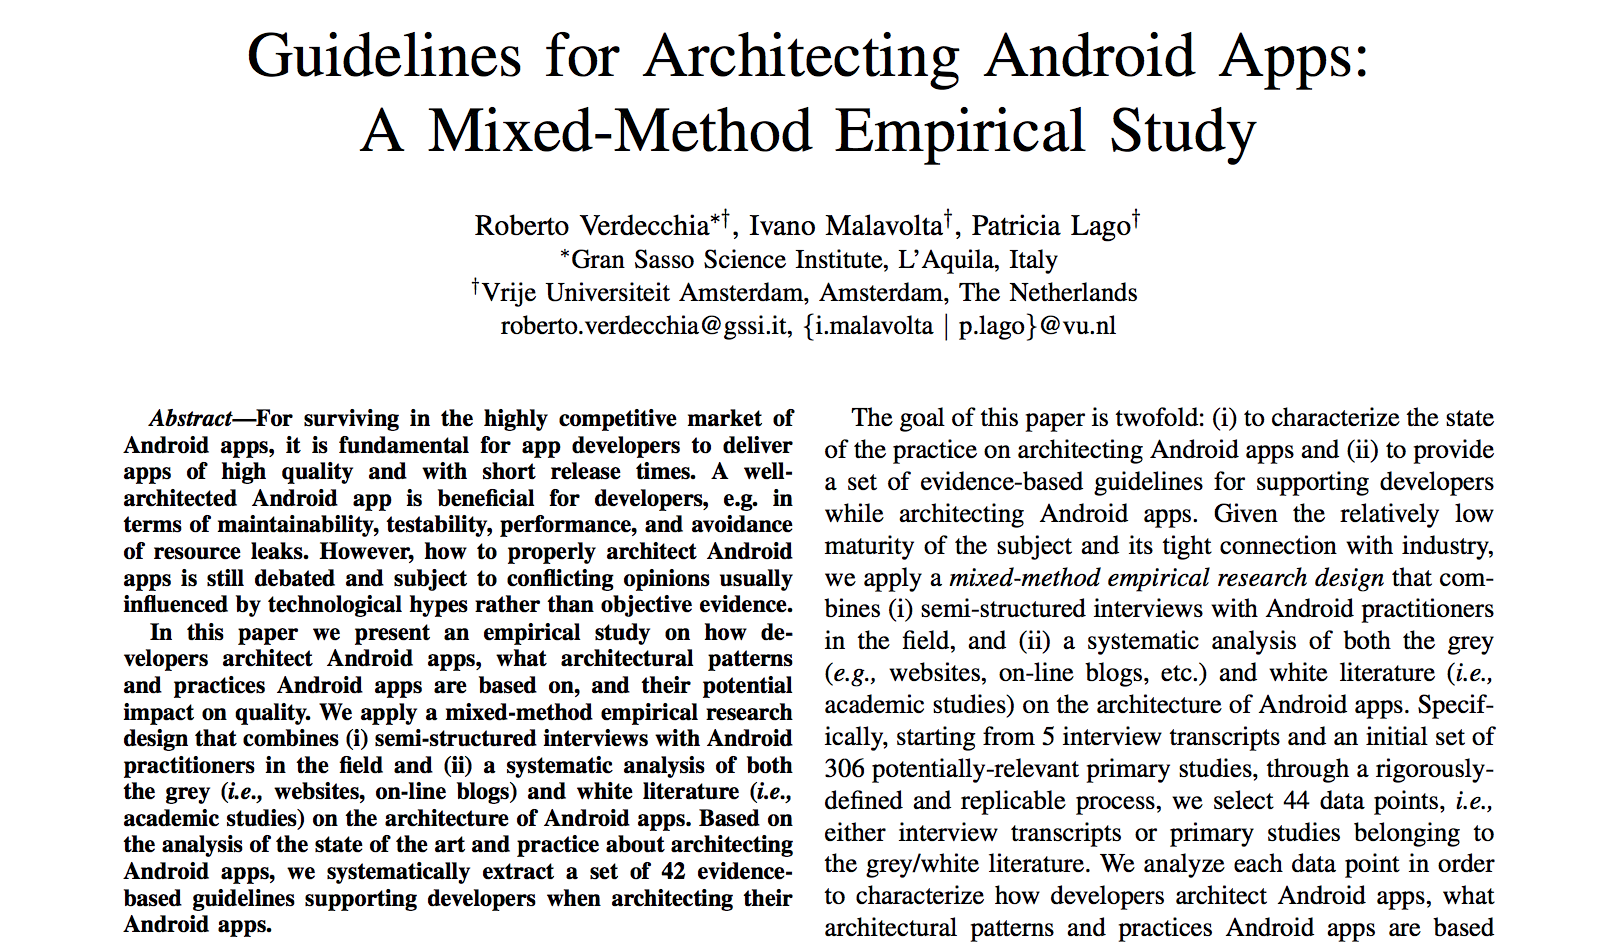 Guidelines for Architecting Android Apps:
A Mixed-Method Empirical Study
Roberto Verdecchia*†, Ivano Malavolta†, Patricia Lago†
*Gran Sasso Science Institute, L'Aquila, Italy
†Vrije Universiteit Amsterdam, Amsterdam, The Netherlands
roberto.verdecchia@gssi.it, {i.malavolta | p.lago}@vu.nl
Abstract—For surviving in the highly competitive market of
Android apps, it is fundamental for app developers to deliver
apps of high quality and with short release times. A well-
architected Android app is beneficial for developers, e.g. in
terms of maintainability, testability, performance, and avoidance
of resource leaks. However, how to properly architect Android
apps is still debated and subject to conflicting opinions usually
influenced by technological hypes rather than objective evidence.
In this paper we present an empirical study on how de-
velopers architect Android apps, what architectural patterns
and practices Android apps are based on, and their potential
impact on quality. We apply a mixed-method empirical research
design that combines (i) semi-structured interviews with Android
practitioners in the field and (ii) a systematic analysis of both
the grey (i.e., websites, on-line blogs) and white literature (i.e.,
academic studies) on the architecture of Android apps. Based on
the analysis of the state of the art and practice about architecting
Android apps, we systematically extract a set of 42 evidence-
based guidelines supporting developers when architecting their
Android apps.
The goal of this paper is twofold: (i) to characterize the state
of the practice on architecting Android apps and (ii) to provide
a set of evidence-based guidelines for supporting developers
while architecting Android apps. Given the relatively low
maturity of the subject and its tight connection with industry,
we apply a mixed-method empirical research design that com-
bines (i) semi-structured interviews with Android practitioners
in the field, and (ii) a systematic analysis of both the grey
(e.g., websites, on-line blogs, etc.) and white literature (i.e.,
academic studies) on the architecture of Android apps. Specif-
ically, starting from 5 interview transcripts and an initial set of
306 potentially-relevant primary studies, through a rigorously-
defined and replicable process, we select 44 data points, i.e.,
either interview transcripts or primary studies belonging to
the grey/white literature. We analyze each data point in order
to characterize how developers architect Android apps, what
architectural patterns and practices Android apps are based